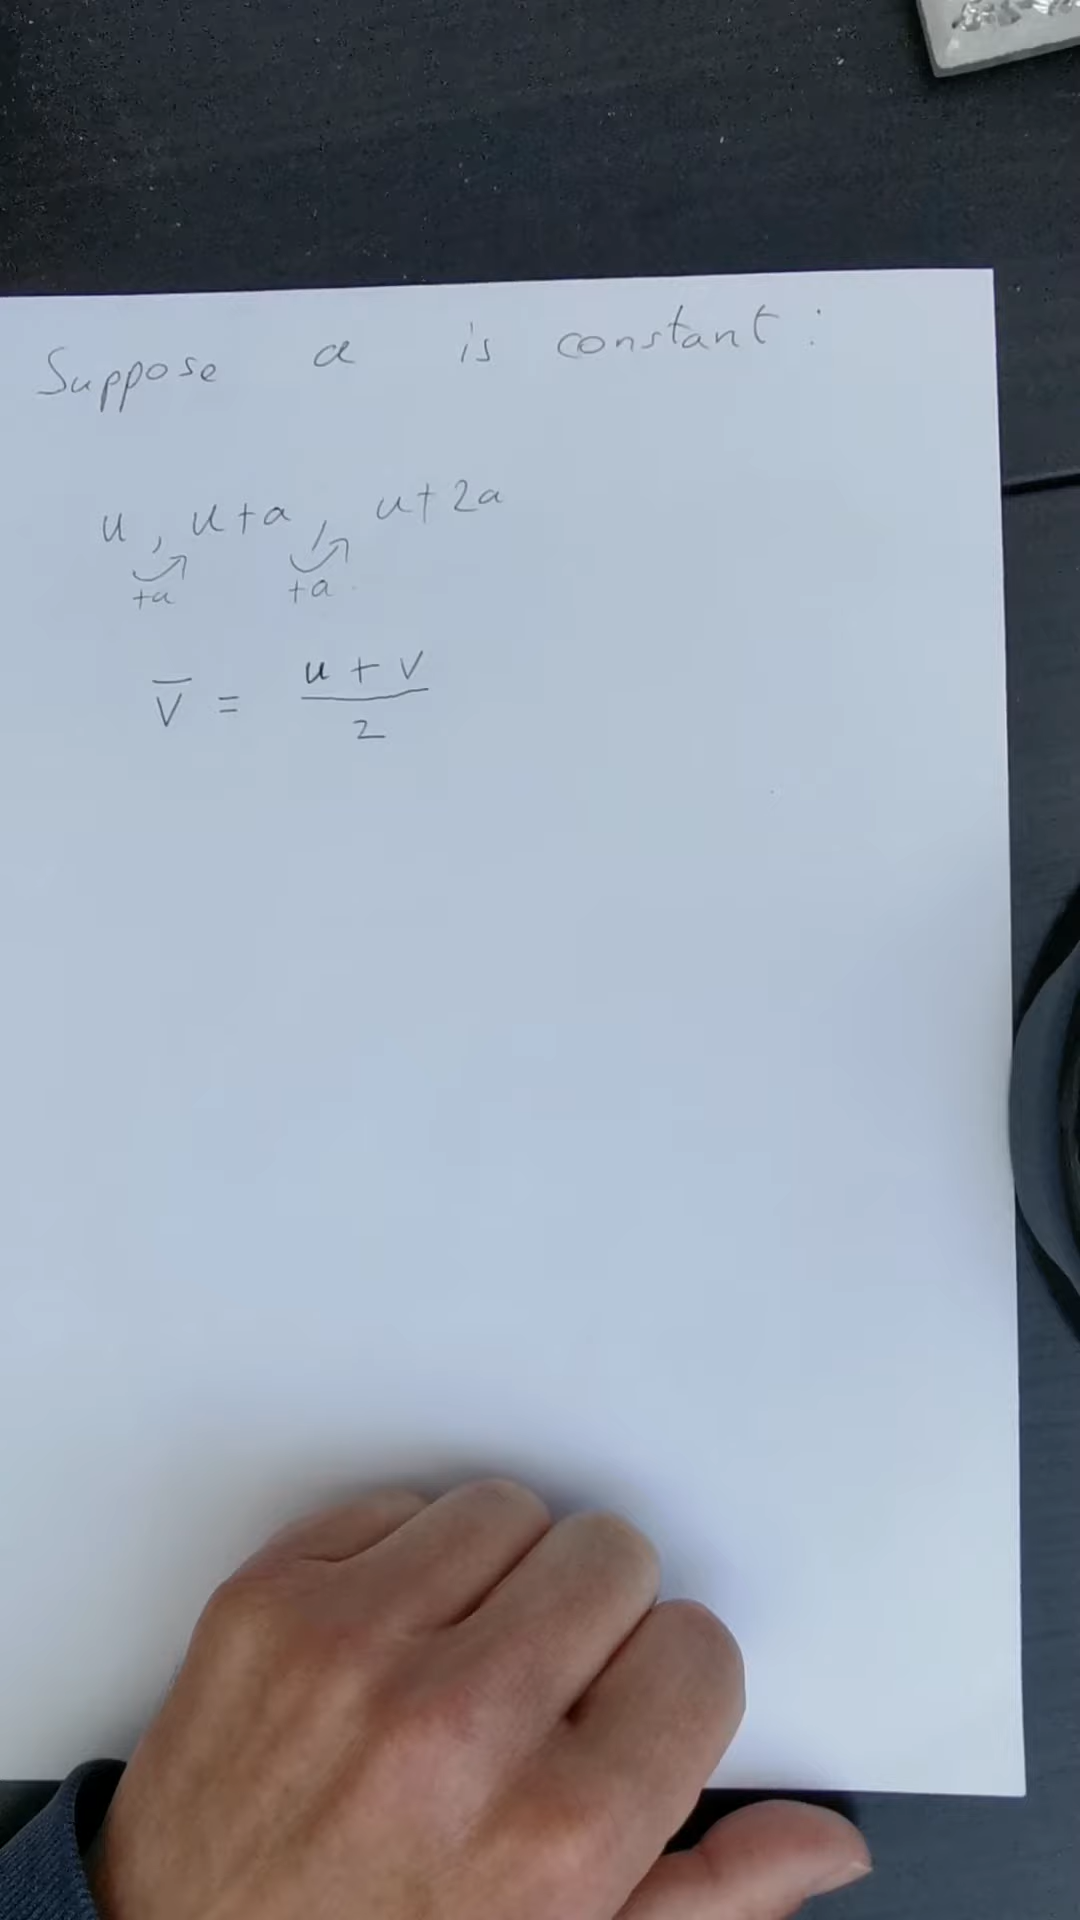 Suppose a is constant:
u, u+a, u+2a
+a +a
v̅ = u + v
2